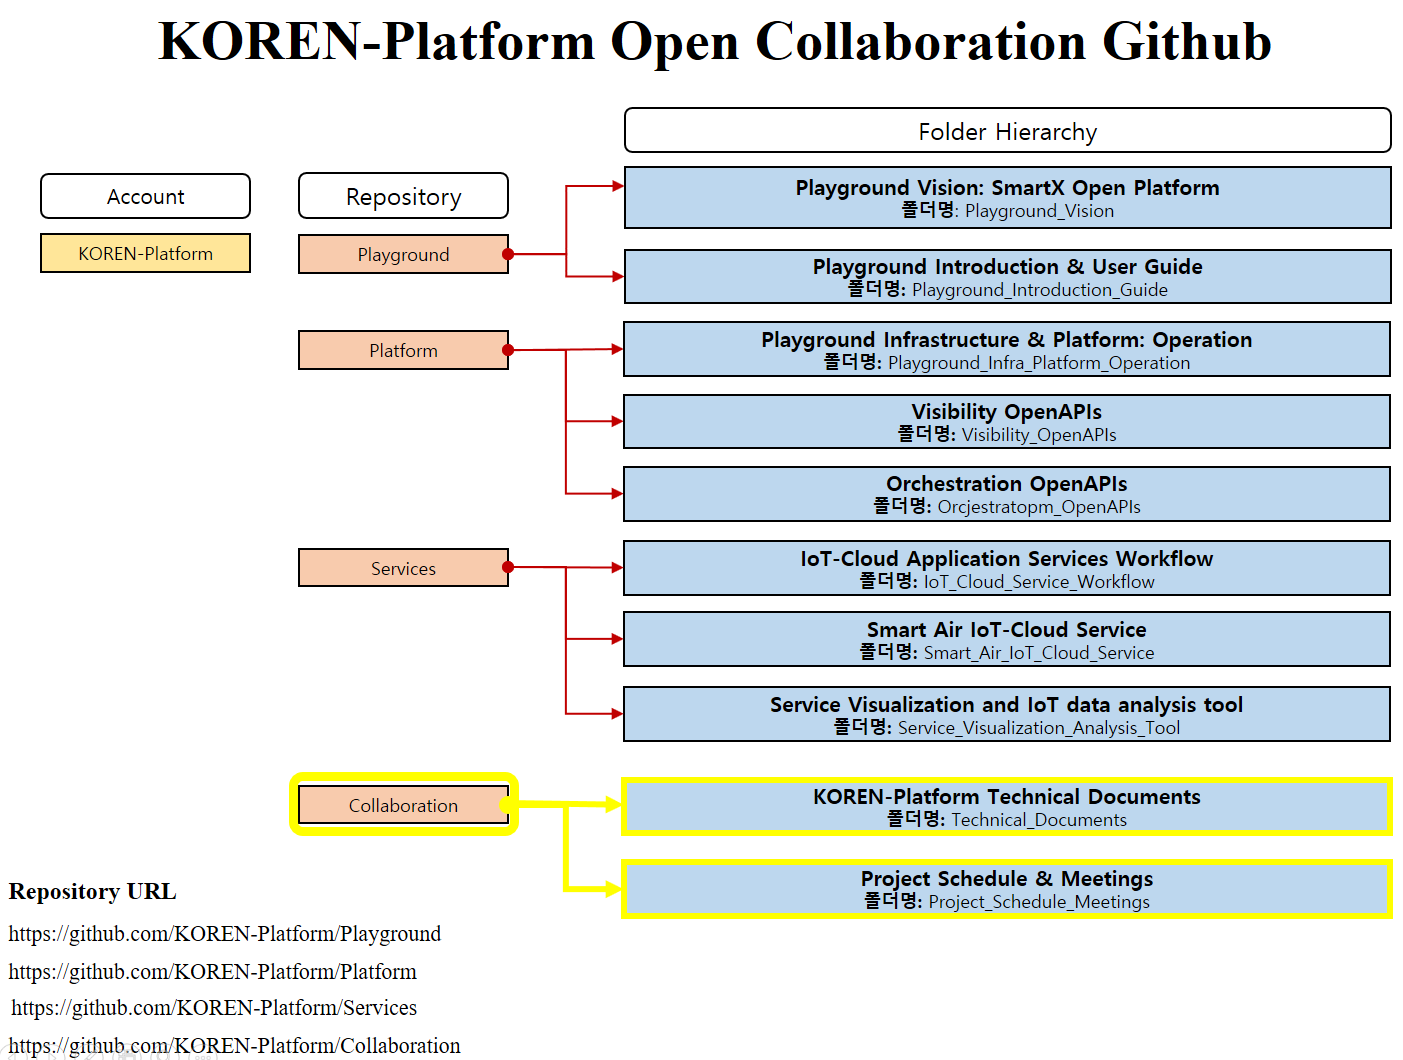 KOREN-Platform Open Collaboration Github
Folder Hierarchy
Account
Repository
KOREN-Platform
Playground
Playground Vision: SmartX Open Platform
폴더명: Playground_Vision
Playground Introduction & User Guide
폴더명: Playground_Introduction_Guide
Platform
Playground Infrastructure & Platform: Operation
폴더명: Playground_Infra_Platform_Operation
Visibility OpenAPIs
폴더명: Visibility_OpenAPIs
Orchestration OpenAPIs
폴더명: Orcjestratopm_OpenAPIs
Services
IoT-Cloud Application Services Workflow
폴더명: IoT_Cloud_Service_Workflow
Smart Air IoT-Cloud Service
폴더명: Smart_Air_IoT_Cloud_Service
Service Visualization and IoT data analysis tool
폴더명: Service_Visualization_Analysis_Tool
Collaboration
KOREN-Platform Technical Documents
폴더명: Technical_Documents
Project Schedule & Meetings
폴더명: Project_Schedule_Meetings
Repository URL
https://github.com/KOREN-Platform/Playground
https://github.com/KOREN-Platform/Platform
https://github.com/KOREN-Platform/Services
https://github.com/KOREN-Platform/Collaboration